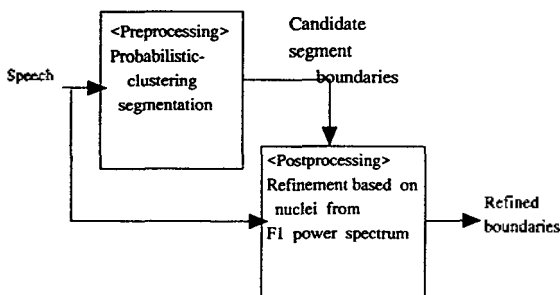 Speech
<Preprocessing>
Probabilistic-
clustering
segmentation
Candidate
segment
boundaries
<Postprocessing>
Refinement based on
nuclei from
F1 power spectrum
Refined
boundaries